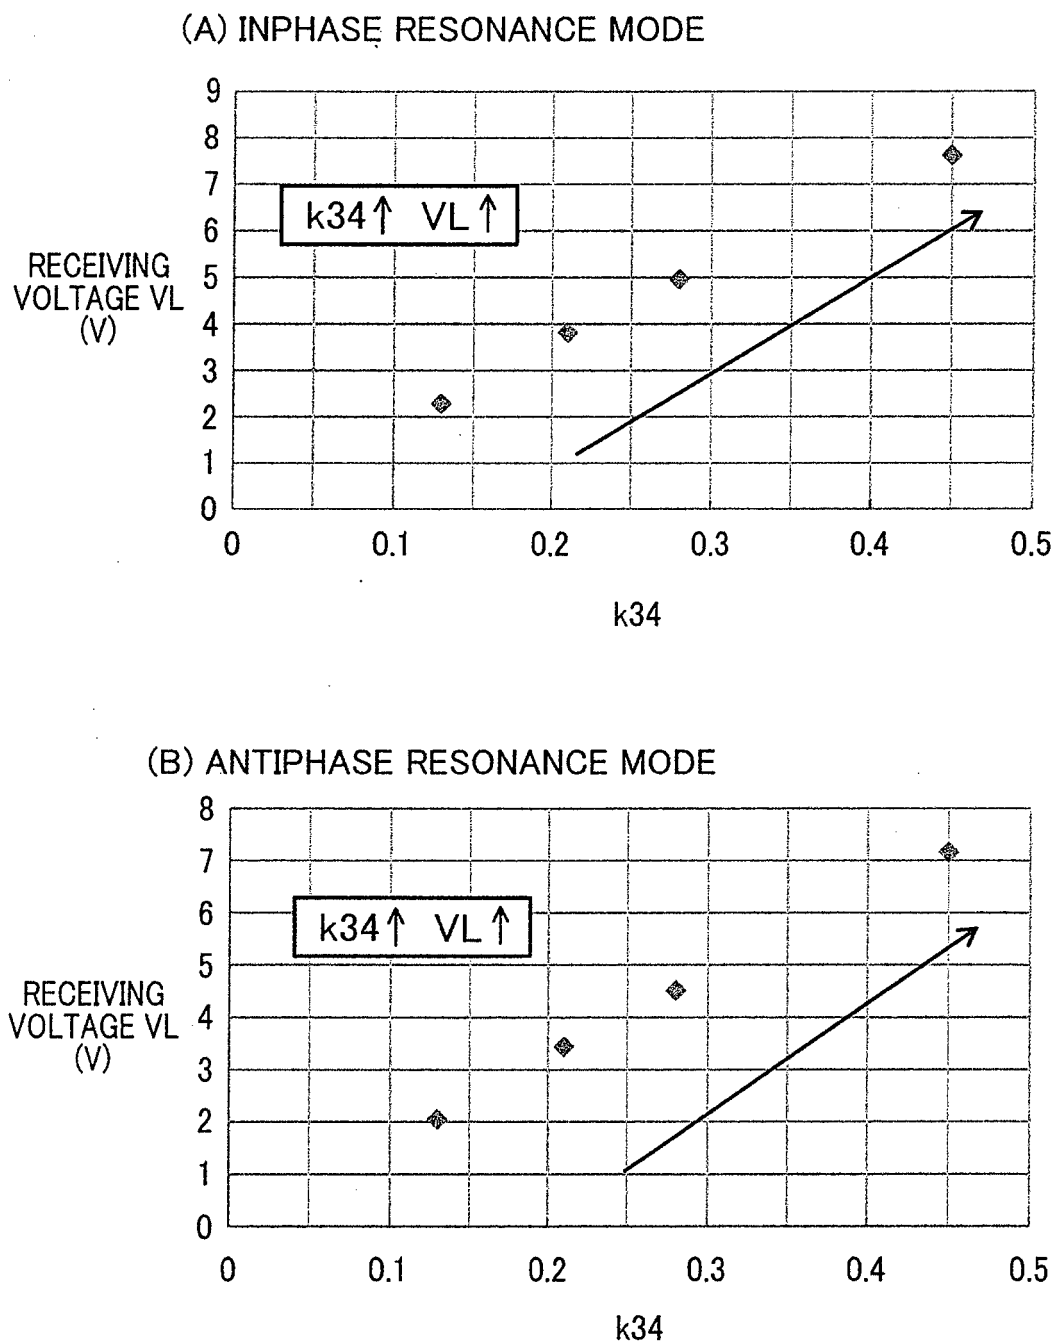 (A) INPHASE RESONANCE MODE
9
8
7
6
5
4
3
2
1
0
k34↑ VL↑
RECEIVING
VOLTAGE VL
(V)
0 0.1 0.2 0.3 0.4 0.5
k34
(B) ANTIPHASE RESONANCE MODE
8
7
6
5
4
3
2
1
0
k34↑ VL↑
RECEIVING
VOLTAGE VL
(V)
0 0.1 0.2 0.3 0.4 0.5
k34